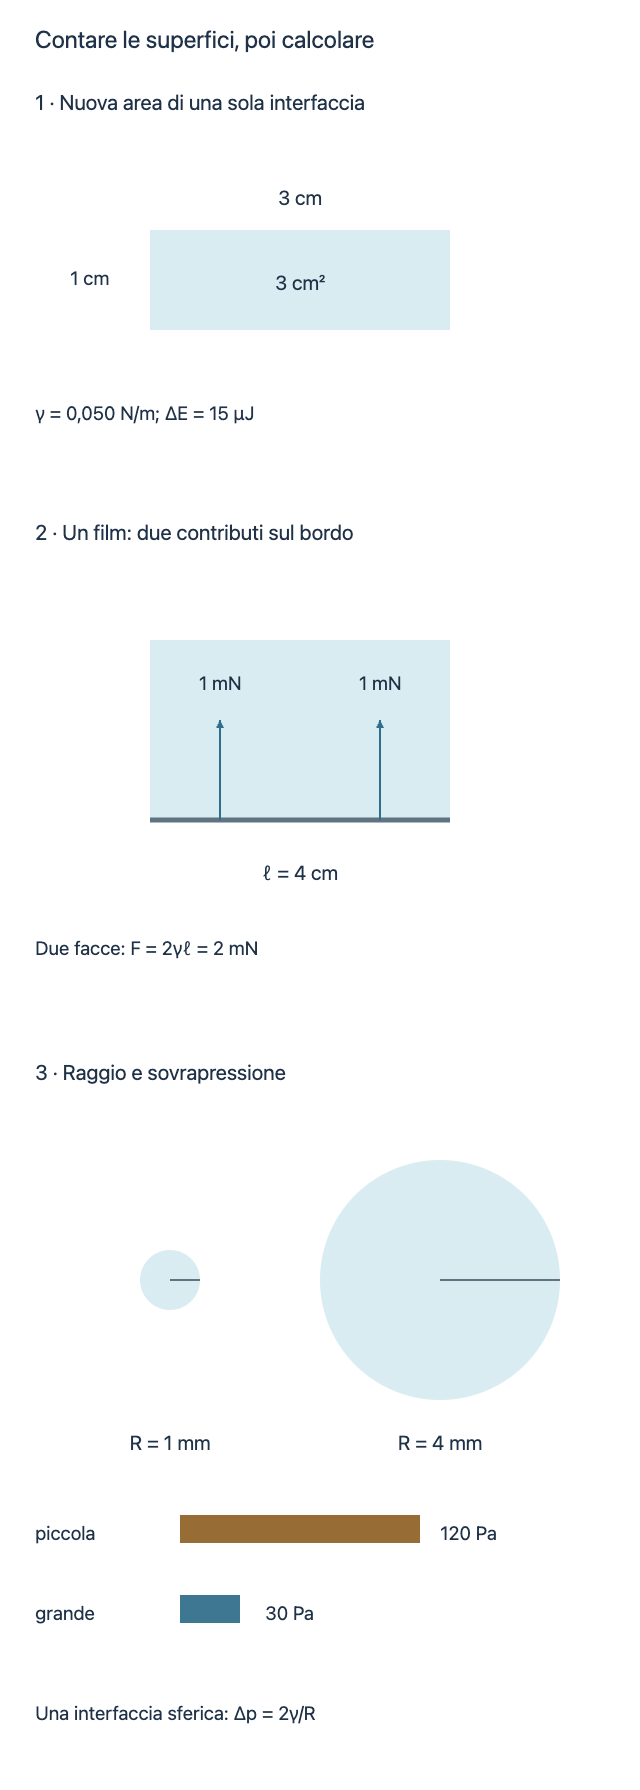 Contare le superfici, poi calcolare
1 · Nuova area di una sola interfaccia
3 cm
1 cm
3 cm²
γ = 0,050 N/m; ΔE = 15 μJ
2 · Un film: due contributi sul bordo
1 mN
1 mN
ℓ = 4 cm
Due facce: F = 2γℓ = 2 mN
3 · Raggio e sovrapressione
R = 1 mm
R = 4 mm
piccola
120 Pa
grande
30 Pa
Una interfaccia sferica: Δp = 2γ/R